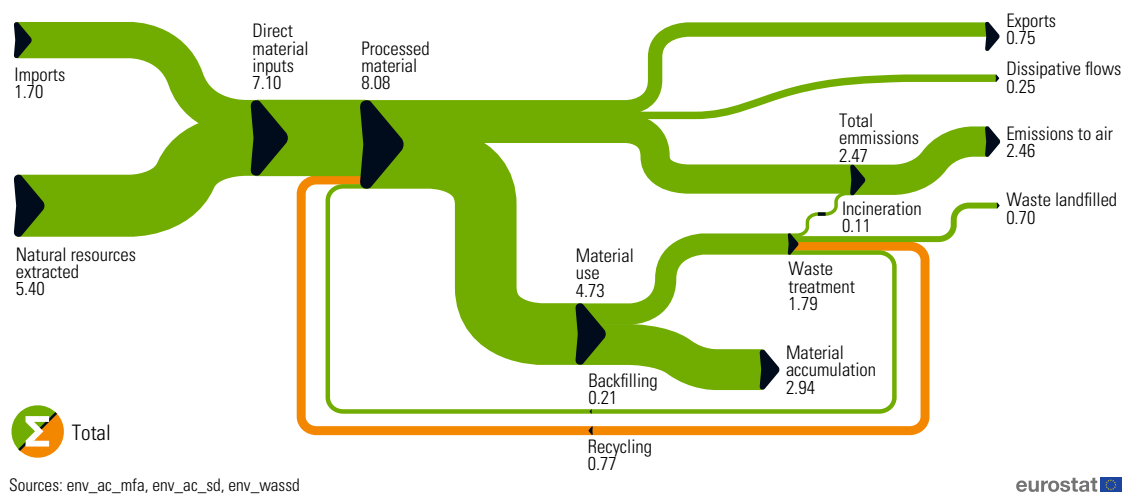 Imports
1.70
Natural resources
extracted
5.40
Direct
material
inputs
7.10
Processed
material
8.08
Exports
0.75
Dissipative flows
0.25
Total
emmissions
2.47
Emissions to air
2.46
Incineration
0.11
Waste landfilled
0.70
Material
use
4.73
Waste
treatment
1.79
Material
accumulation
2.94
Backfilling
0.21
Recycling
0.77
Σ
Total
Sources: env_ac_mfa, env_ac_sd, env_wassd
eurostat